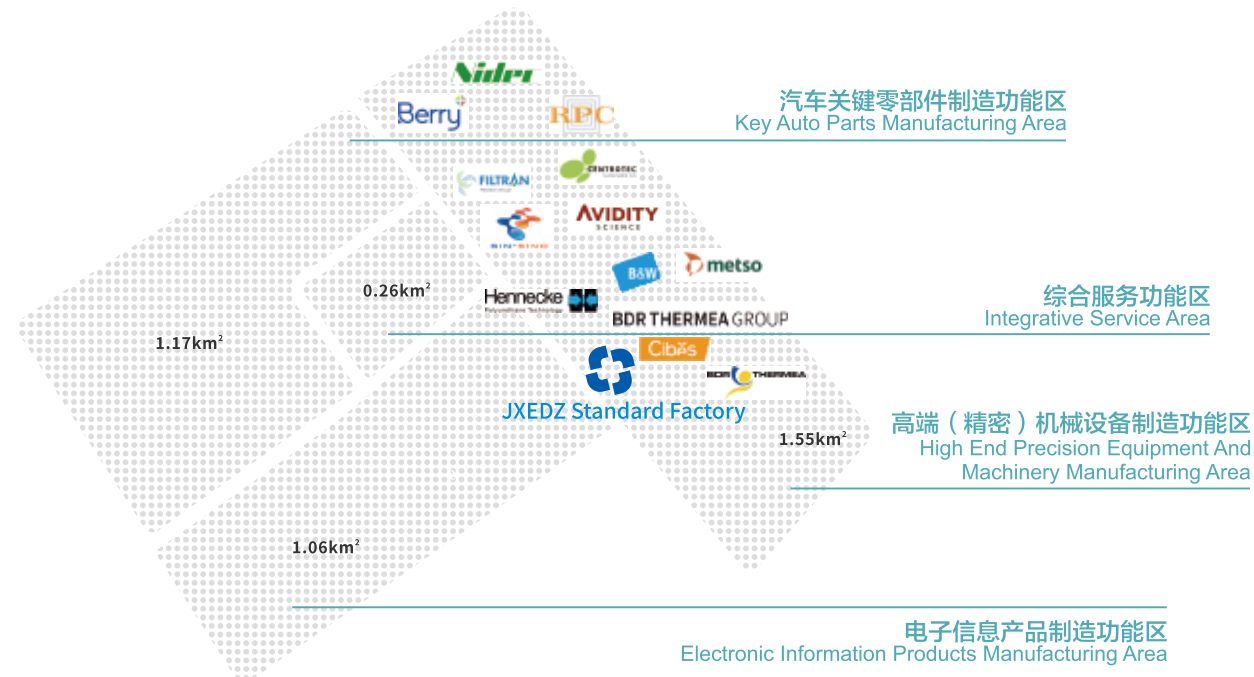 Nidec
Berry
RPC
汽车关键零部件制造功能区
Key Auto Parts Manufacturing Area
CENTROTEC
FILTRAN
AVIDITY
SCIENCE
SIN-SING
B&W
metso
0.26km²
Hennecke
Polyurethane Technology
综合服务功能区
Integrative Service Area
BDR THERMEA GROUP
1.17km²
Cibes
BDR THERMEA
JXEDZ Standard Factory
1.55km²
高端（精密）机械设备制造功能区
High End Precision Equipment And
Machinery Manufacturing Area
1.06km²
电子信息产品制造功能区
Electronic Information Products Manufacturing Area